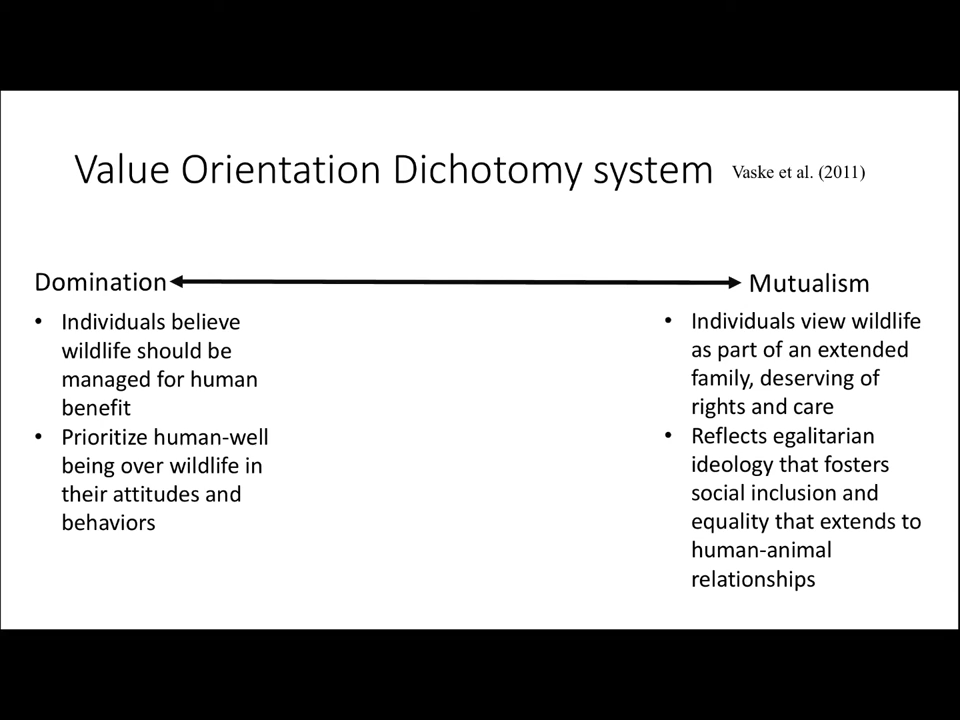 Value Orientation Dichotomy system Vaske et al. (2011)
Domination
• Individuals believe
wildlife should be
managed for human
benefit
• Prioritize human-well
being over wildlife in
their attitudes and
behaviors
Mutualism
• Individuals view wildlife
as part of an extended
family, deserving of
rights and care
• Reflects egalitarian
ideology that fosters
social inclusion and
equality that extends to
human-animal
relationships